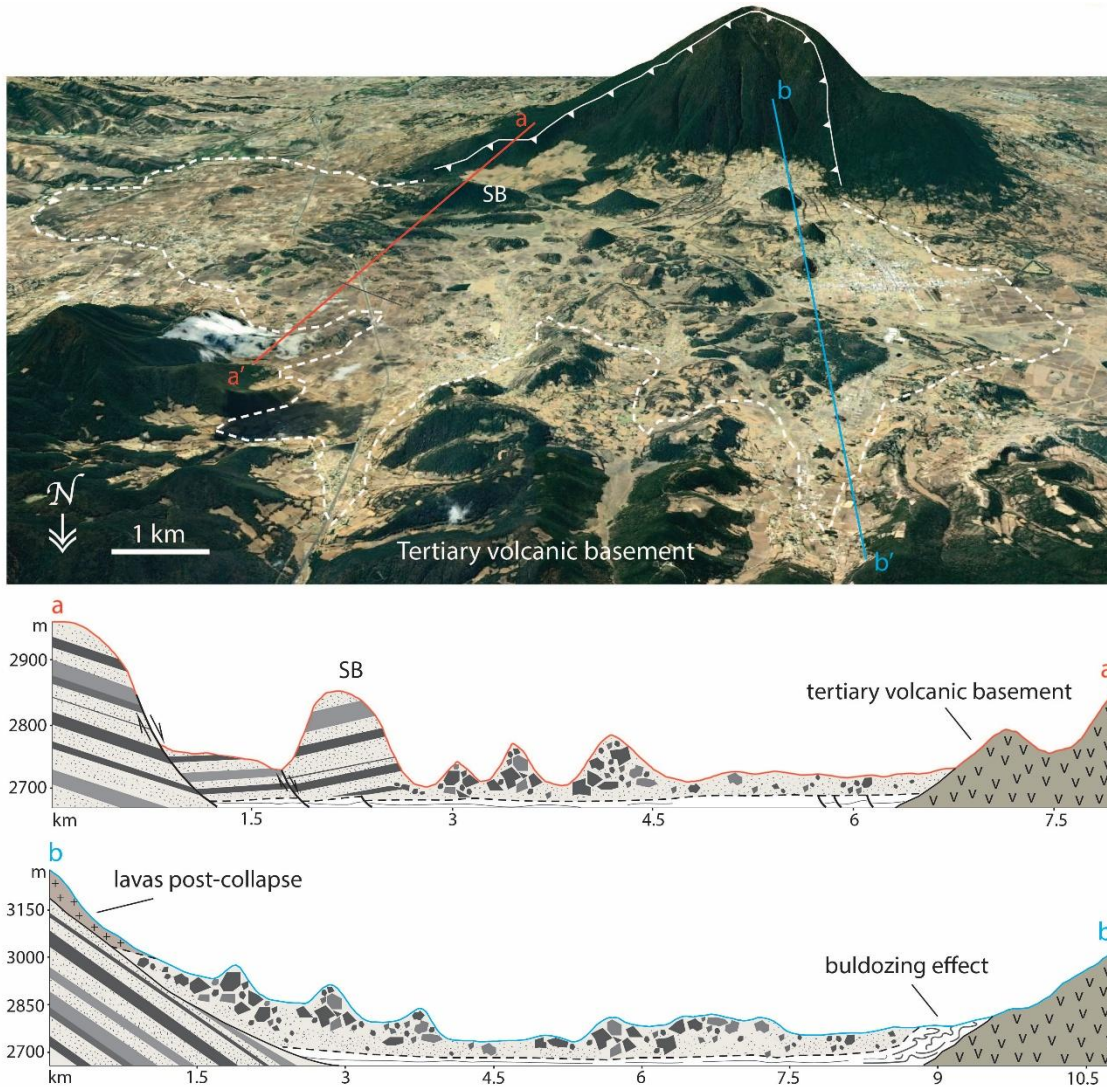 b
a
SB
a'
N
1 km
Tertiary volcanic basement
b'
a
m
2900
2800
2700
SB
tertiary volcanic basement
a
km
1.5
3
4.5
6
7.5
b
m
3150
3000
2850
2700
lavas post-collapse
buldozing effect
b
km
1.5
3
4.5
6
7.5
9
10.5